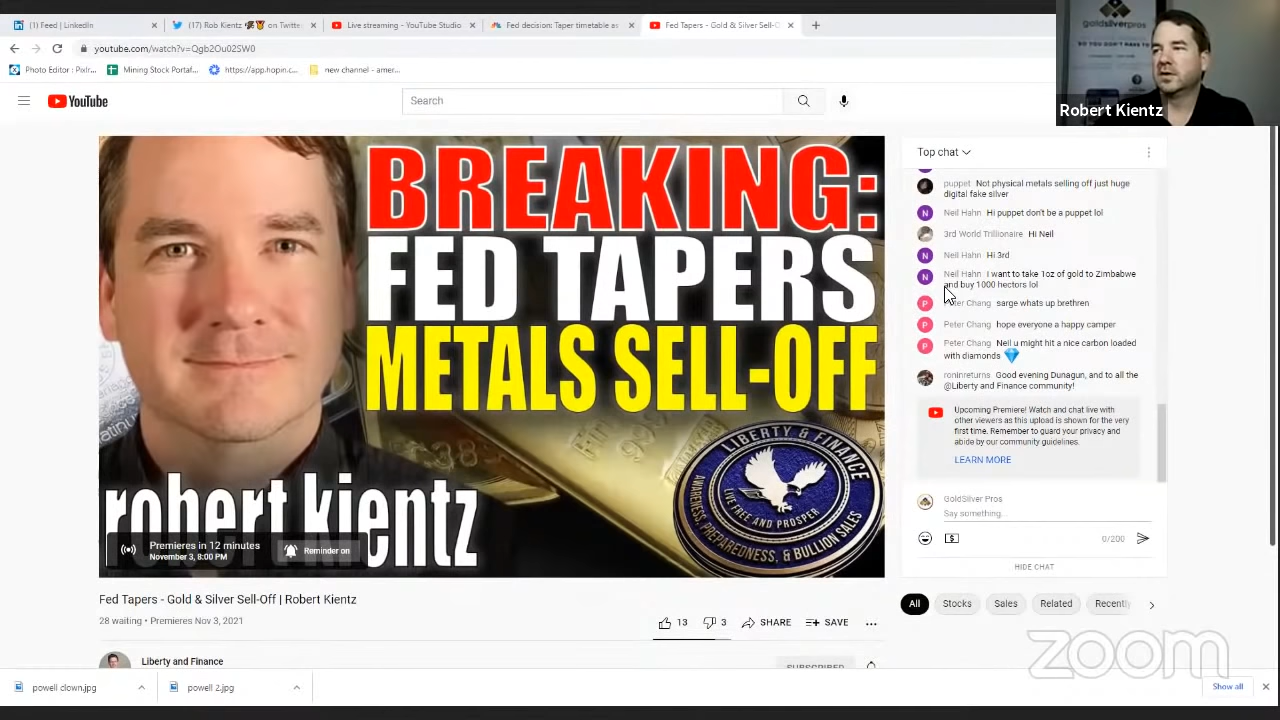 (1) Feed | LinkedIn
(17) Rob Kientz on Twitte
Live streaming - YouTube Studio
Fed decision: Taper timetable as
Fed Tapers - Gold & Silver Sell-O
youtube.com/watch?v=Qgb2Ou02SW0
Photo Editor : Pixlr...
Mining Stock Portaf...
https://app.hopin.c...
new channel - amer...
goldsilverpros
SO YOU DON'T HAVE TO
Robert Kientz
YouTube
Search
BREAKING:
FED TAPERS
METALS SELL-OFF
robert kientz
LIBERTY & FINANCE
LIVE FREE AND PROSPER
AWARENESS, PREPAREDNESS, & BULLION SALES
Premieres in 12 minutes
November 3, 8:00 PM
Reminder on
Top chat
puppet Not physical metals selling off just huge
digital fake silver
Neil Hahn Hi puppet don't be a puppet lol
3rd World Trillionaire Hi Neil
Neil Hahn Hi 3rd
Neil Hahn I want to take 1oz of gold to Zimbabwe
and buy 1000 hectors lol
Peter Chang sarge whats up brethren
Peter Chang hope everyone a happy camper
Peter Chang Neil u might hit a nice carbon loaded
with diamonds 💎
roninreturns Good evening Dunagun, and to all the
@Liberty and Finance community!
Upcoming Premiere! Watch and chat live with
other viewers as this upload is shown for the very
first time. Remember to guard your privacy and
abide by our community guidelines.
LEARN MORE
GoldSilver Pros
Say something...
0/200
HIDE CHAT
Fed Tapers - Gold & Silver Sell-Off | Robert Kientz
28 waiting • Premieres Nov 3, 2021
13
3
SHARE
SAVE
All
Stocks
Sales
Related
Recently
Liberty and Finance
SUBSCRIBED
zoom
powell clown.jpg
powell 2.jpg
Show all